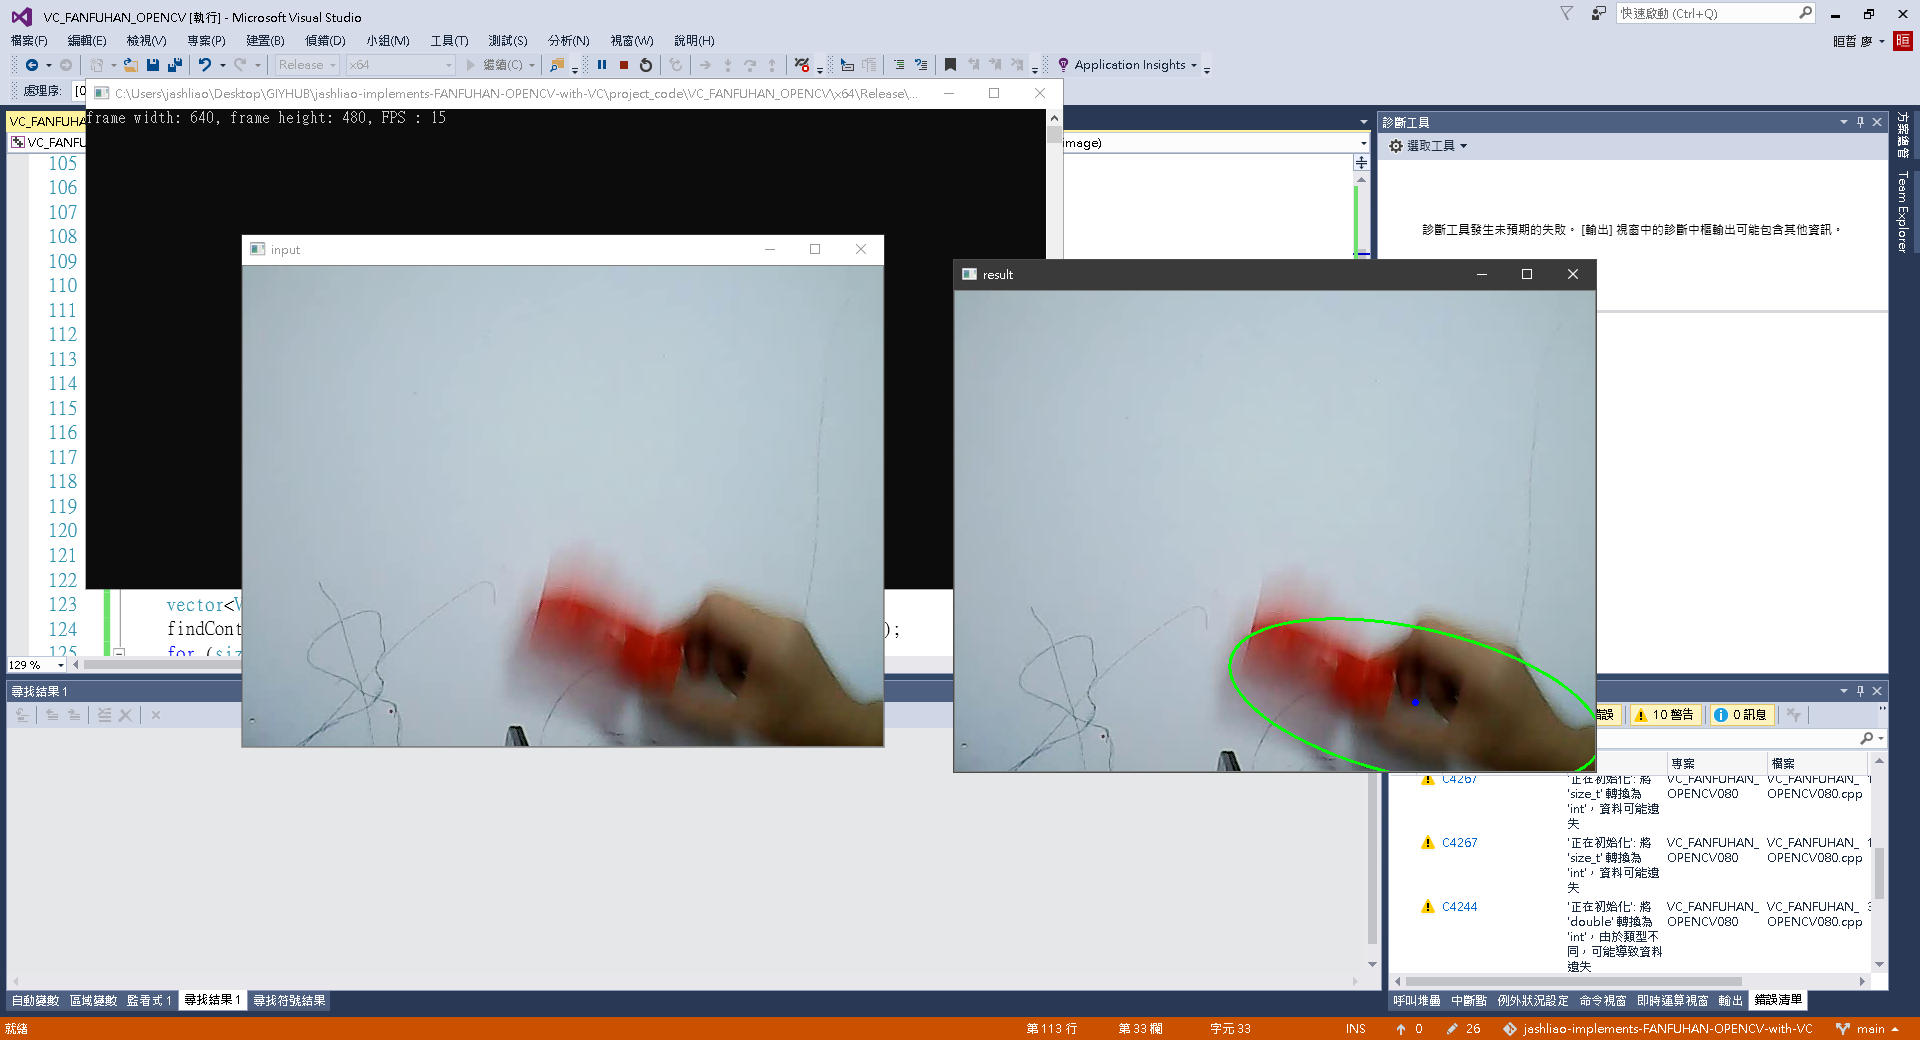 VC_FANFUHAN_OPENCV [執行] - Microsoft Visual Studio
快速啟動 (Ctrl+Q)
檔案(F) 編輯(E) 檢視(V) 專案(P) 建置(B) 偵錯(D) 小組(M) 工具(T) 測試(S) 分析(N) 視窗(W) 說明(H)
晅哲 廖 晅
Release x64 繼續(C) Application Insights
處理序: [0
C:\Users\jashliao\Desktop\GIYHUB\jashliao-implements-FANFUHAN-OPENCV-with-VC\project_code\VC_FANFUHAN_OPENCV\x64\Release\...
frame width: 640, frame height: 480, FPS : 15
VC_FANFUHA
VC_FANFU
image)
診斷工具
選取工具
診斷工具發生未預期的失敗。 [輸出] 視窗中的診斷中樞輸出可能包含其他資訊。
方案總管
Team Explorer
105
106
107
108
109
110
111
112
113
114
115
116
117
118
119
120
121
122
123 vector<V
124 findCont );
125 for (siz
129 %
input
result
尋找結果 1
錯誤 10 警告 0 訊息
專案 檔案
C4267 '正在初始化': 將 'size_t' 轉換為 'int'，資料可能遺失 VC_FANFUHAN_OPENCV080 VC_FANFUHAN_OPENCV080.cpp 1
C4267 '正在初始化': 將 'size_t' 轉換為 'int'，資料可能遺失 VC_FANFUHAN_OPENCV080 VC_FANFUHAN_OPENCV080.cpp 1
C4244 '正在初始化': 將 'double' 轉換為 'int'，由於類型不同，可能導致資料遺失 VC_FANFUHAN_OPENCV080 VC_FANFUHAN_OPENCV080.cpp 3
自動變數 區域變數 監看式 1 尋找結果 1 尋找符號結果
呼叫堆疊 中斷點 例外狀況設定 命令視窗 即時運算視窗 輸出 錯誤清單
就緒 第 113 行 第 33 欄 字元 33 INS 0 26 jashliao-implements-FANFUHAN-OPENCV-with-VC main